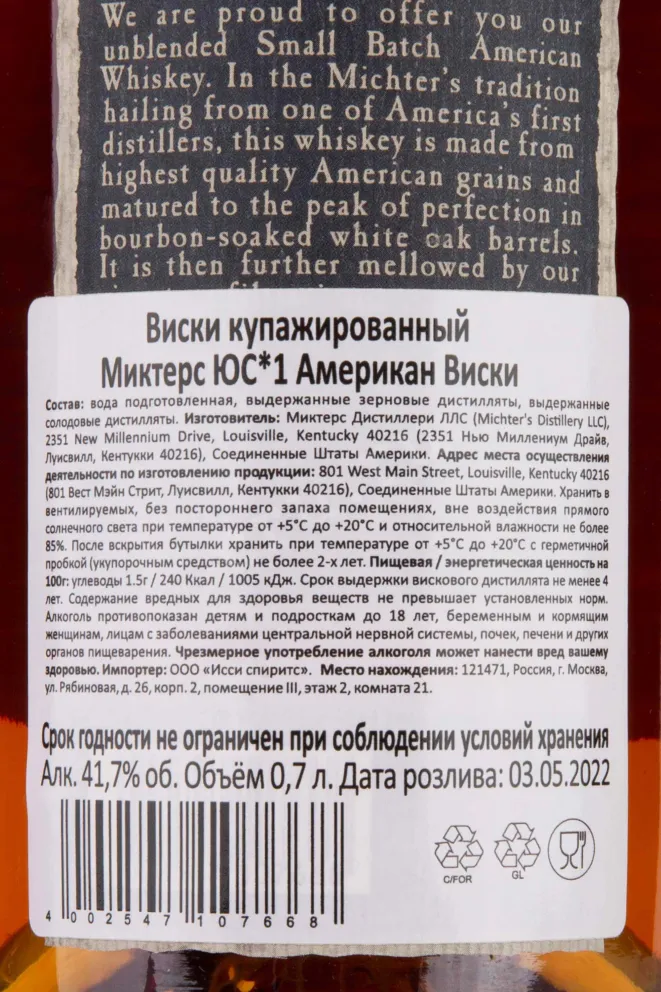 We are proud to offer you our
unblended Small Batch American
Whiskey. In the Michter's tradition
hailing from one of America's first
distillers, this whiskey is made from
highest quality American grains and
matured to the peak of perfection in
bourbon-soaked white oak barrels.
It is then further mellowed by our
Виски купажированный
Миктерс ЮС*1 Американ Виски
Состав: вода подготовленная, выдержанные зерновые дистилляты, выдержанные
солодовые дистилляты. Изготовитель: Миктерс Дистиллери ЛЛС (Michter's Distillery LLC),
2351 New Millennium Drive, Louisville, Kentucky 40216 (2351 Нью Миллениум Драйв,
Луисвилл, Кентукки 40216), Соединенные Штаты Америки. Адрес места осуществления
деятельности по изготовлению продукции: 801 West Main Street, Louisville, Kentucky 40216
(801 Вест Мэйн Стрит, Луисвилл, Кентукки 40216), Соединенные Штаты Америки. Хранить в
вентилируемых, без постороннего запаха помещениях, вне воздействия прямого
солнечного света при температуре от +5°С до +20°С и относительной влажности не более
85%. После вскрытия бутылки хранить при температуре от +5°С до +20°С с герметичной
пробкой (укупорочным средством) не более 2-х лет. Пищевая / энергетическая ценность на
100г: углеводы 1.5г / 240 Ккал / 1005 кДж. Срок выдержки вискового дистиллята не менее 4
лет. Содержание вредных для здоровья веществ не превышает установленных норм.
Алкоголь противопоказан детям и подросткам до 18 лет, беременным и кормящим
женщинам, лицам с заболеваниями центральной нервной системы, почек, печени и других
органов пищеварения. Чрезмерное употребление алкоголя может нанести вред вашему
здоровью. Импортер: ООО «Исси спиритс». Место нахождения: 121471, Россия, г. Москва,
ул. Рябиновая, д. 26, корп. 2, помещение III, этаж 2, комната 21.
Срок годности не ограничен при соблюдении условий хранения
Алк. 41,7% об. Объём 0,7 л. Дата розлива: 03.05.2022
C/FOR GL
4 002547 107668